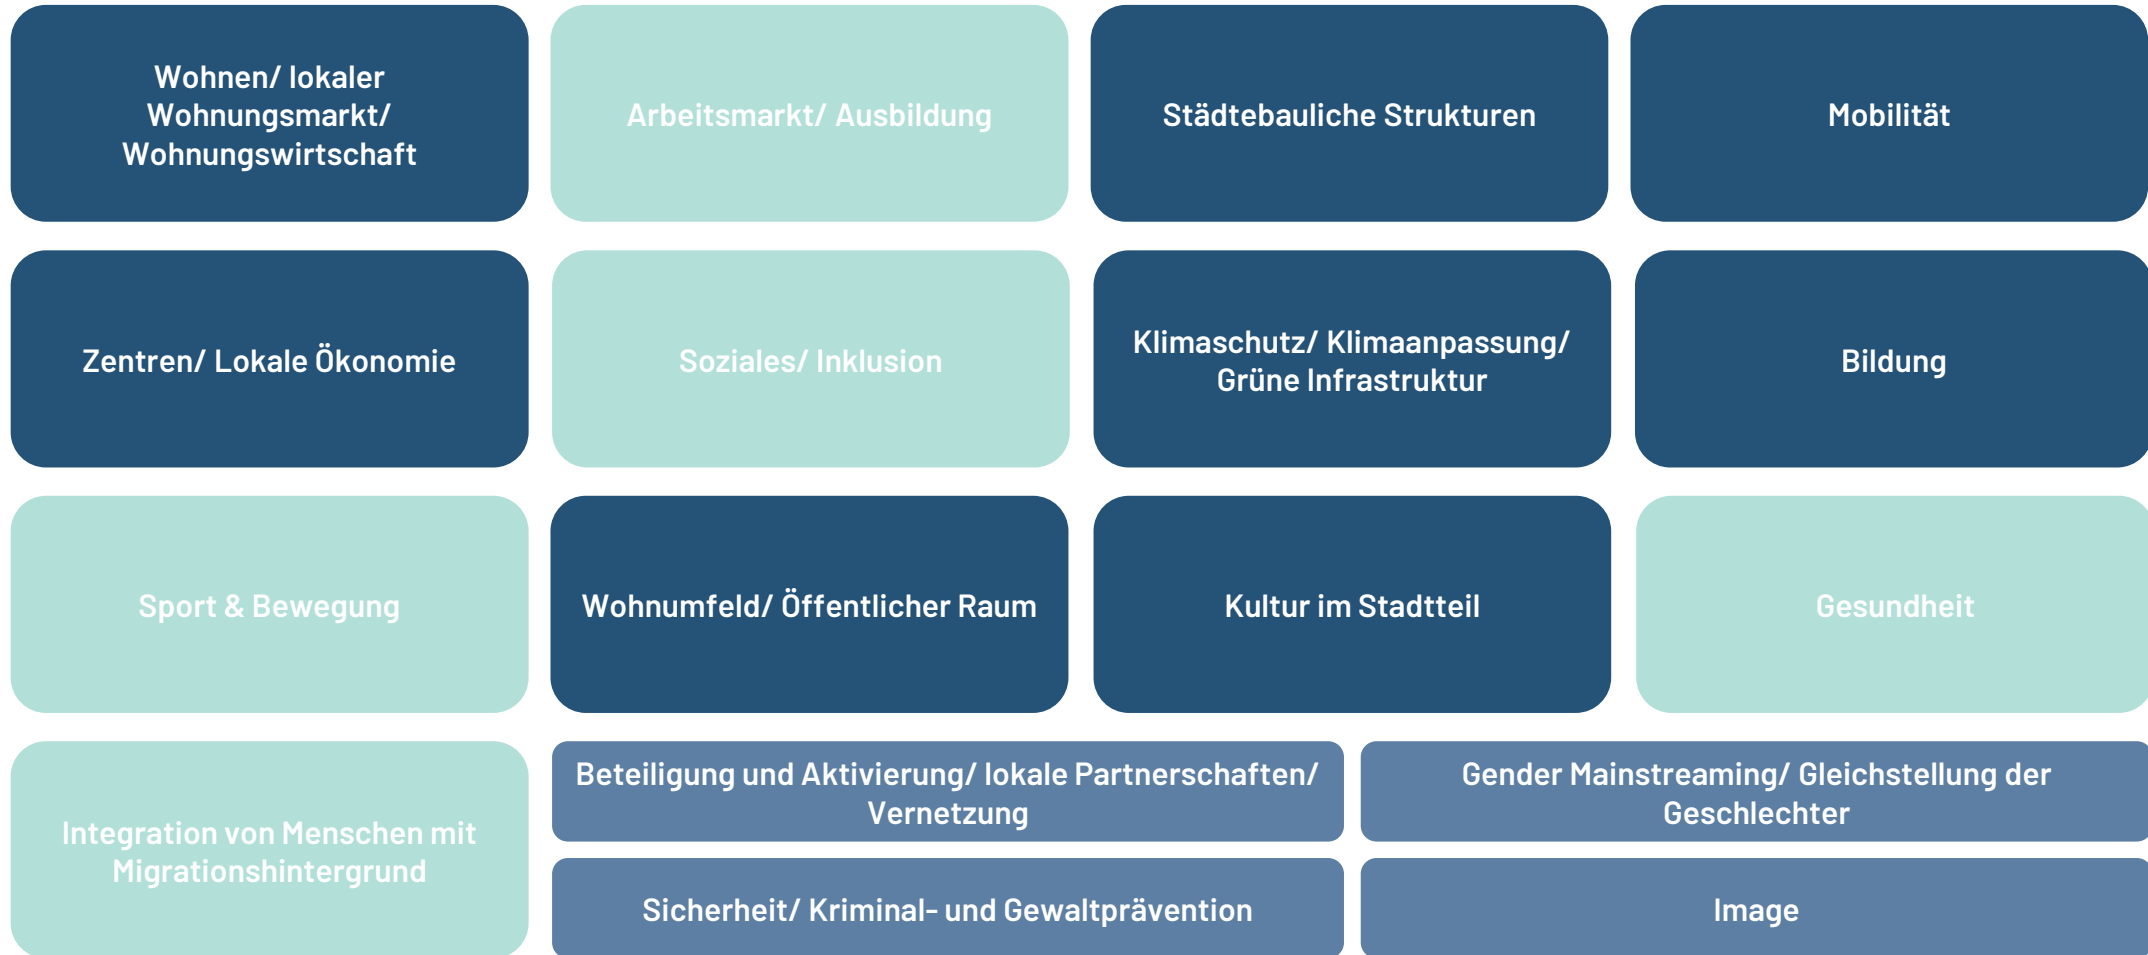 Wohnen/ lokaler
Wohnungsmarkt/
Wohnungswirtschaft
Arbeitsmarkt/ Ausbildung
Städtebauliche Strukturen
Mobilität
Zentren/ Lokale Ökonomie
Soziales/ Inklusion
Klimaschutz/ Klimaanpassung/
Grüne Infrastruktur
Bildung
Sport & Bewegung
Wohnumfeld/ Öffentlicher Raum
Kultur im Stadtteil
Gesundheit
Integration von Menschen mit
Migrationshintergrund
Beteiligung und Aktivierung/ lokale Partnerschaften/
Vernetzung
Gender Mainstreaming/ Gleichstellung der
Geschlechter
Sicherheit/ Kriminal- und Gewaltprävention
Image